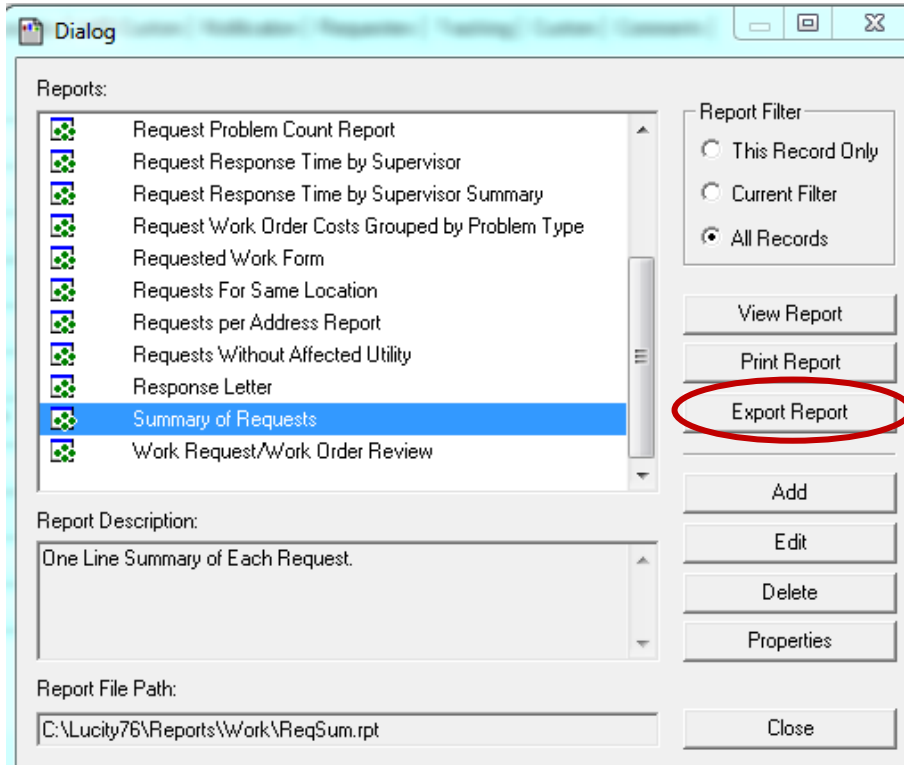 Dialog
Reports:
Request Problem Count Report
Request Response Time by Supervisor
Request Response Time by Supervisor Summary
Request Work Order Costs Grouped by Problem Type
Requested Work Form
Requests For Same Location
Requests per Address Report
Requests Without Affected Utility
Response Letter
Summary of Requests
Work Request/Work Order Review
Report Description:
One Line Summary of Each Request.
Report File Path:
C:\Lucity76\Reports\Work\ReqSum.rpt
Report Filter
This Record Only
Current Filter
All Records
View Report
Print Report
Export Report
Add
Edit
Delete
Properties
Close